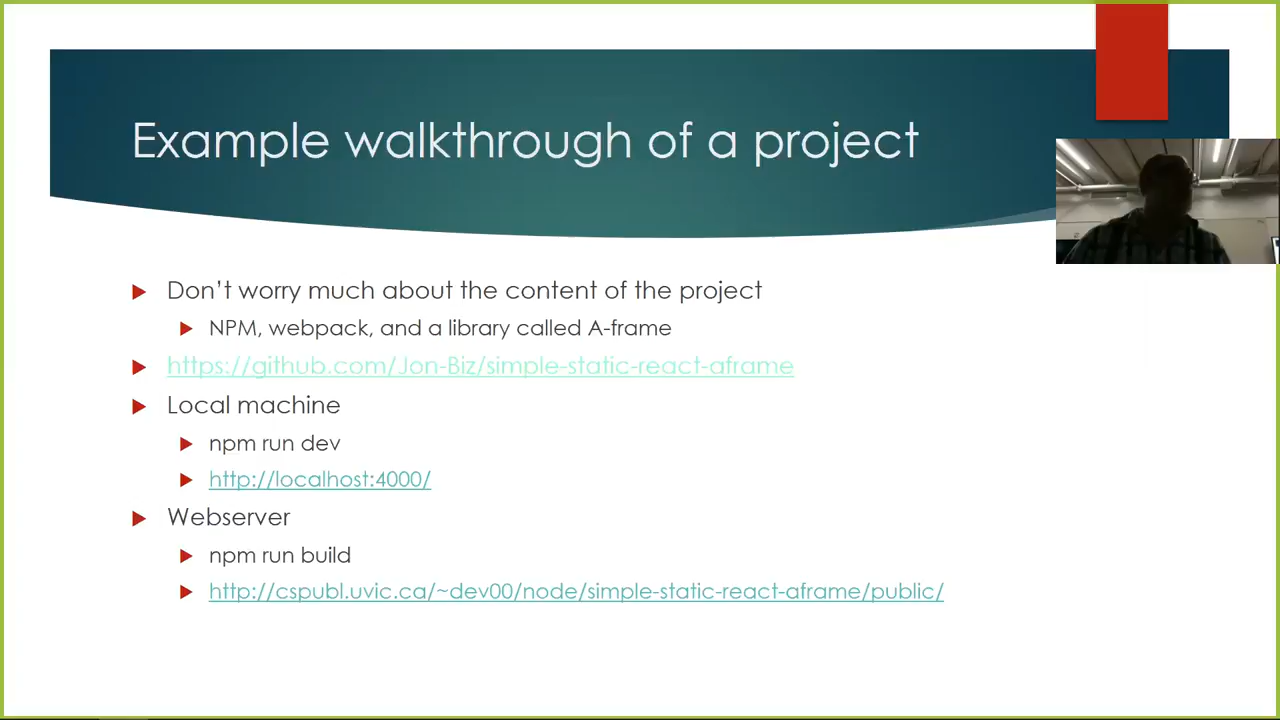 Example walkthrough of a project
Don't worry much about the content of the project
NPM, webpack, and a library called A-frame
https://github.com/Jon-Biz/simple-static-react-aframe
Local machine
npm run dev
http://localhost:4000/
Webserver
npm run build
http://cspubl.uvic.ca/~dev00/node/simple-static-react-aframe/public/